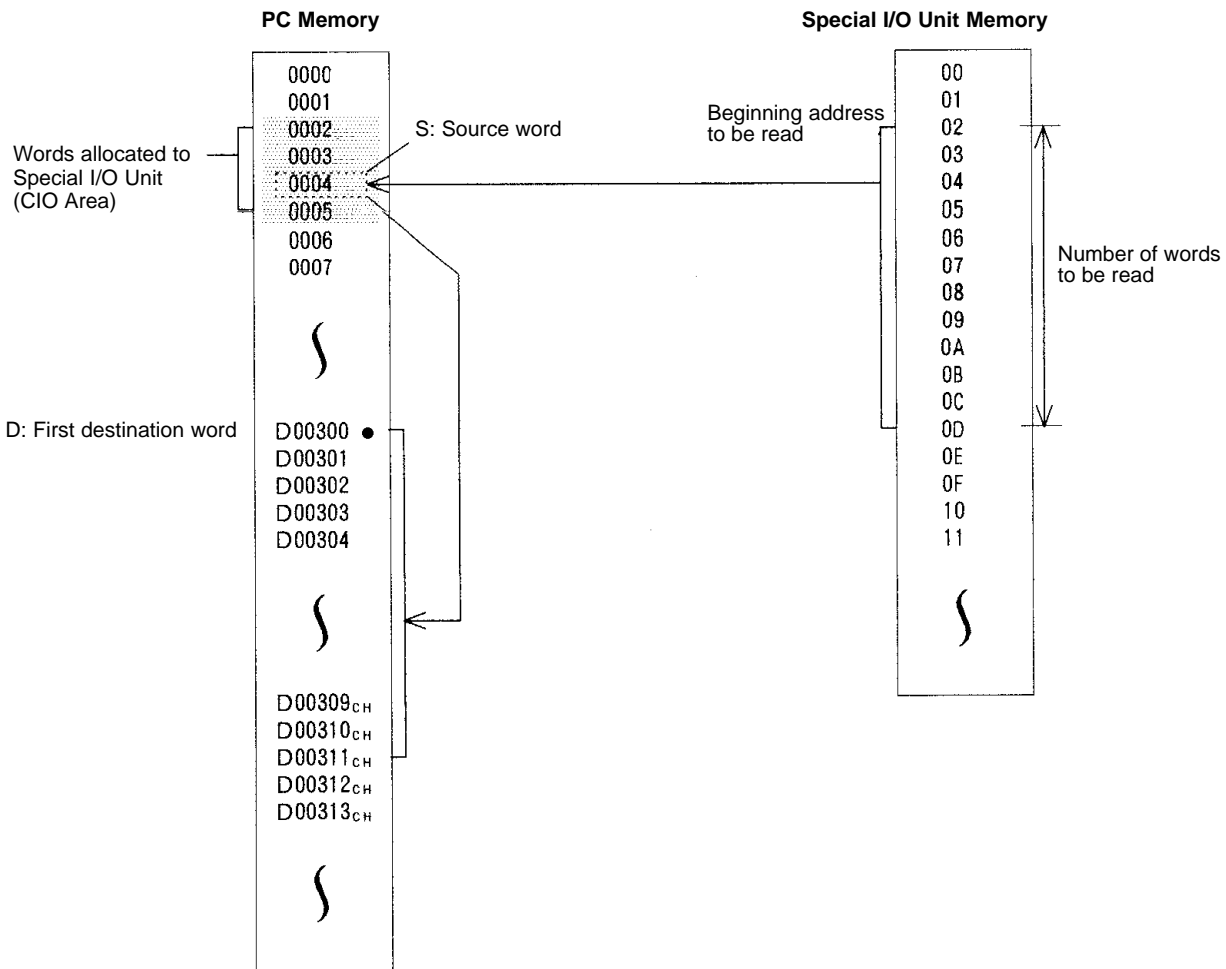 PC Memory
Special I/O Unit Memory
0000
0001
0002
0003
0004
0005
0006
0007
S: Source word
Words allocated to
Special I/O Unit
(CIO Area)
D: First destination word
D00300
D00301
D00302
D00303
D00304
D00309CH
D00310CH
D00311CH
D00312CH
D00313CH
Beginning address
to be read
00
01
02
03
04
05
06
07
08
09
0A
0B
0C
0D
0E
0F
10
11
Number of words
to be read